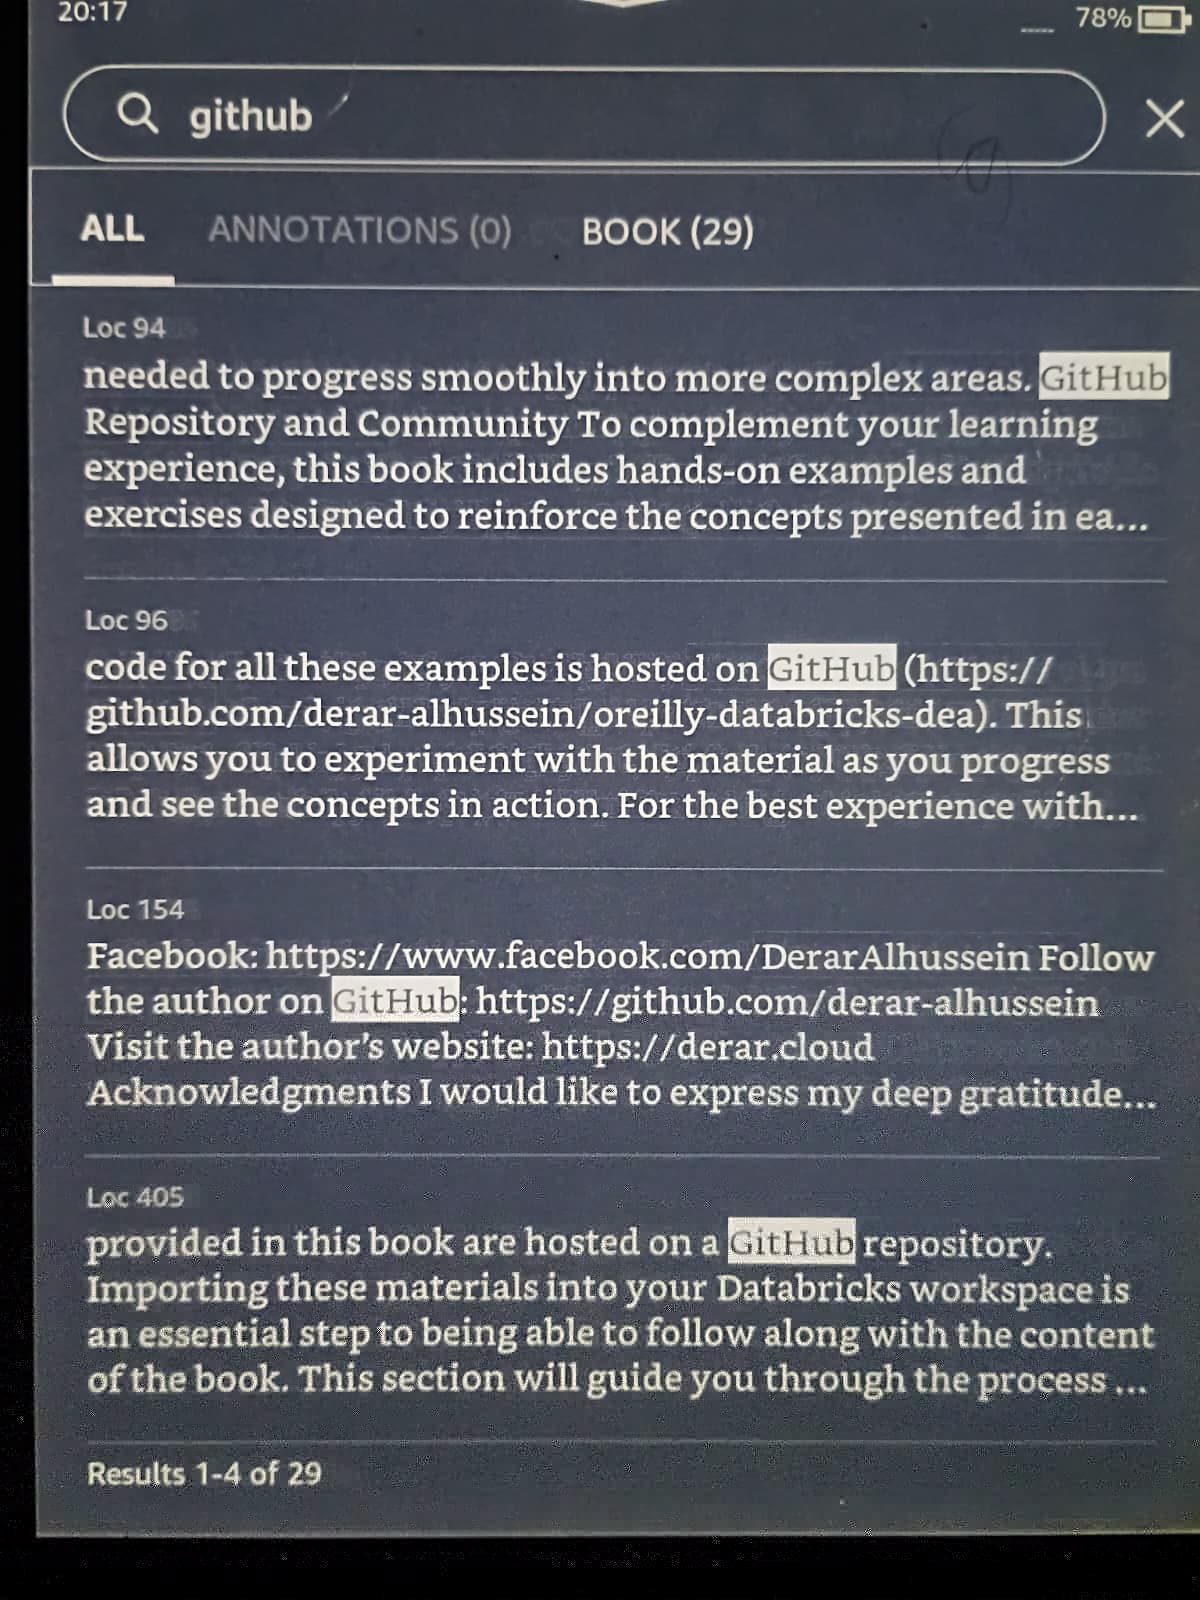 20:17
78%
github
ALL ANNOTATIONS (0) BOOK (29)
Loc 94
needed to progress smoothly into more complex areas. GitHub
Repository and Community To complement your learning
experience, this book includes hands-on examples and
exercises designed to reinforce the concepts presented in ea...
Loc 96
code for all these examples is hosted on GitHub (https://
github.com/derar-alhussein/oreilly-databricks-dea). This
allows you to experiment with the material as you progress
and see the concepts in action. For the best experience with...
Loc 154
Facebook: https://www.facebook.com/DerarAlhussein Follow
the author on GitHub: https://github.com/derar-alhussein
Visit the author's website: https://derar.cloud
Acknowledgments I would like to express my deep gratitude...
Loc 405
provided in this book are hosted on a GitHub repository.
Importing these materials into your Databricks workspace is
an essential step to being able to follow along with the content
of the book. This section will guide you through the process ...
Results 1-4 of 29